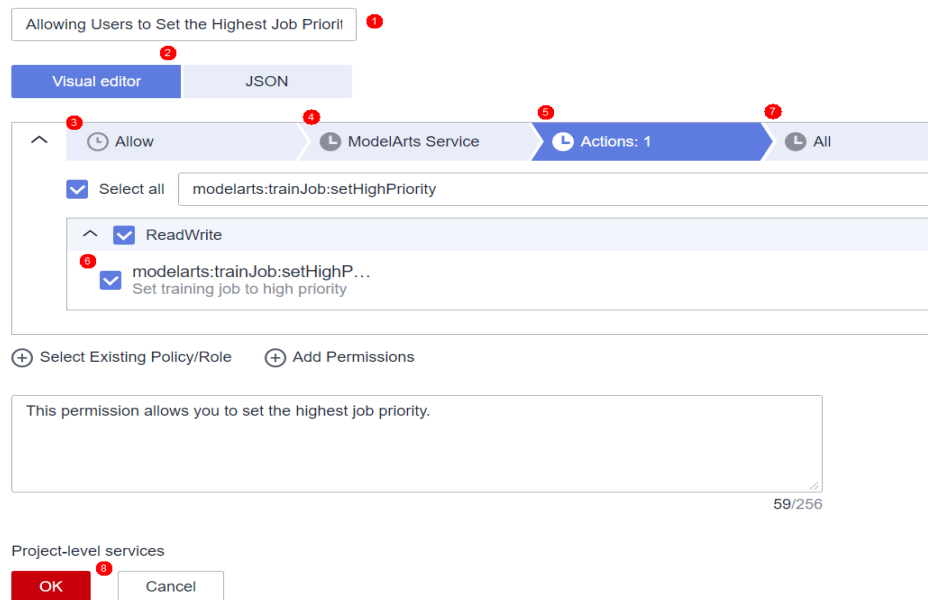 Allowing Users to Set the Highest Job Priorit 1
2
Visual editor JSON
3 Allow 4 ModelArts Service 5 Actions: 1 7 All
Select all modelarts:trainJob:setHighPriority
ReadWrite
6 modelarts:trainJob:setHighP...
Set training job to high priority
Select Existing Policy/Role Add Permissions
This permission allows you to set the highest job priority.
59/256
Project-level services
OK 8 Cancel